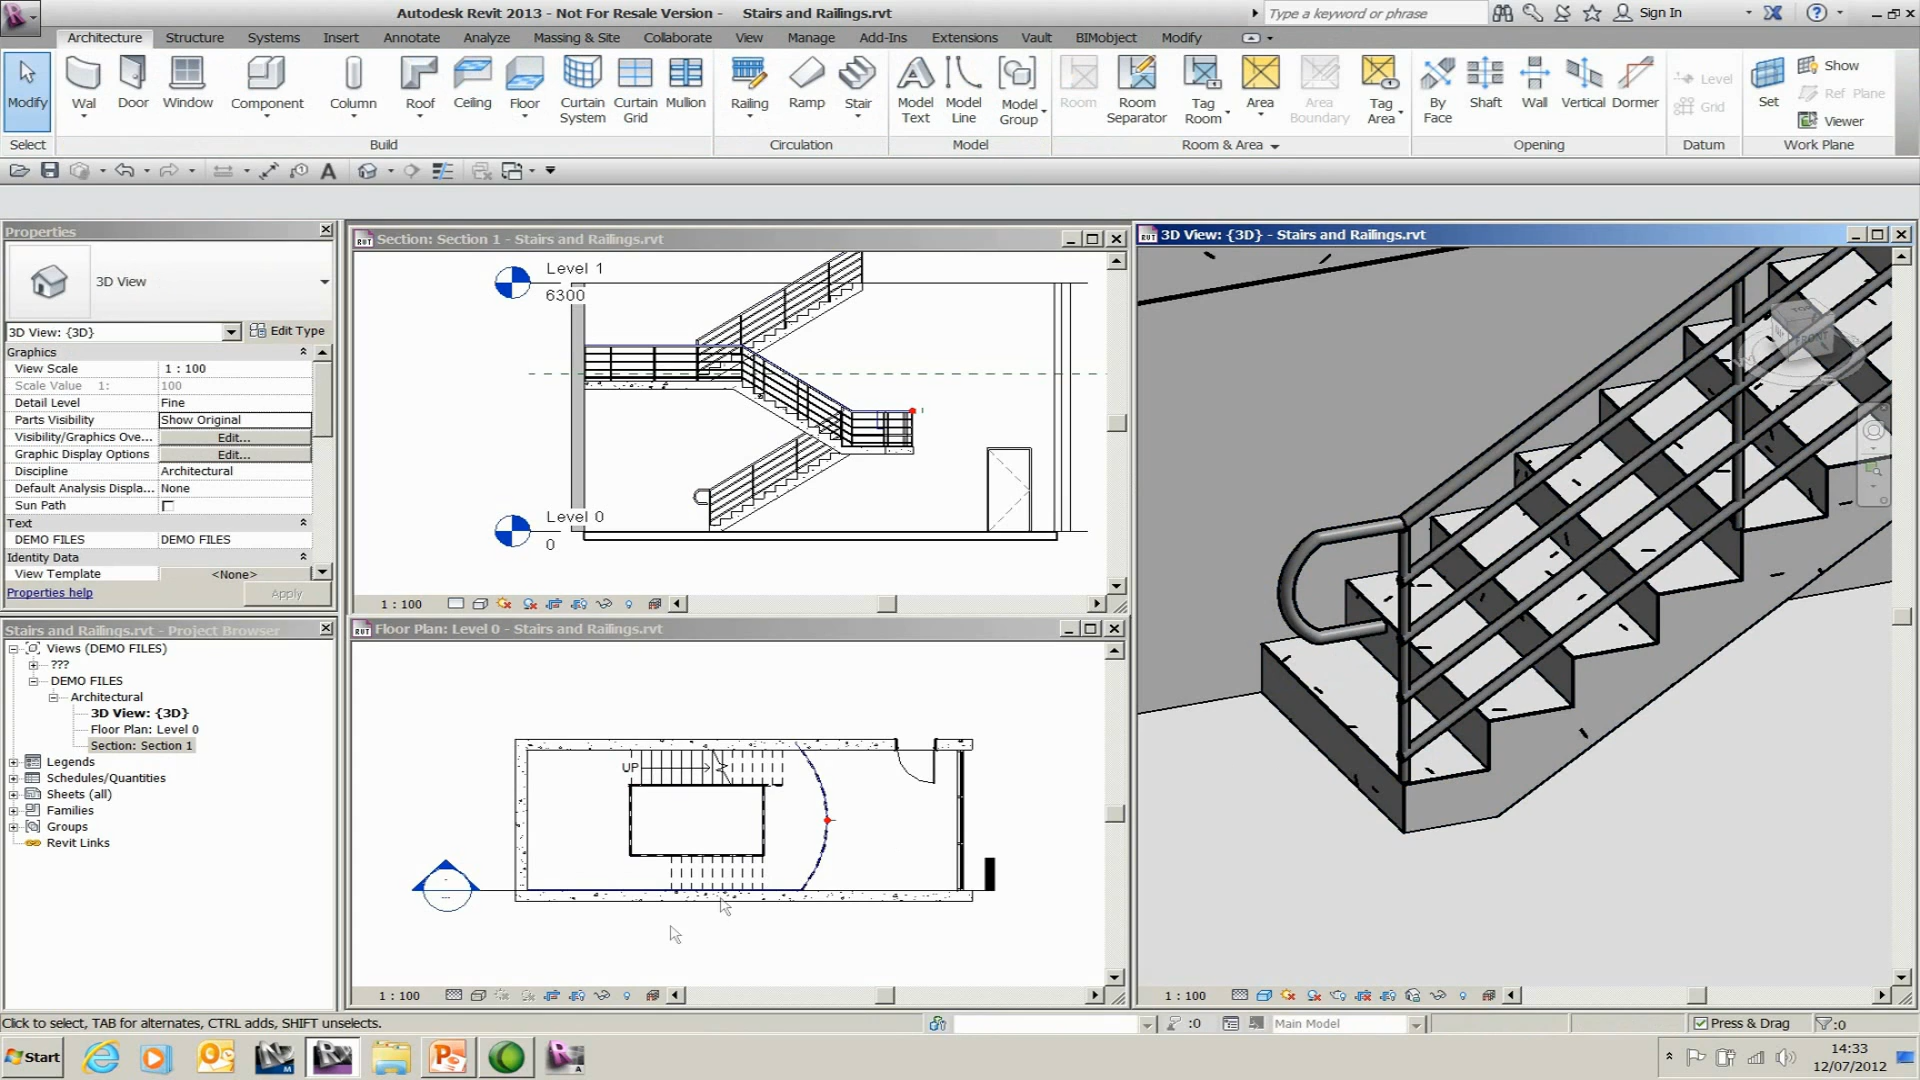 Autodesk Revit 2013 - Not For Resale Version - Stairs and Railings.rvt
Type a keyword or phrase
Sign In
Architecture Structure Systems Insert Annotate Analyze Massing & Site Collaborate View Manage Add-Ins Extensions Vault BIMobject Modify
Modify Wall Door Window Component Column Roof Ceiling Floor Curtain System Curtain Grid Mullion Railing Ramp Stair Model Text Model Line Model Group Room Room Separator Tag Room Area Area Boundary Tag Area By Face Shaft Wall Vertical Dormer Level Grid Set Show Ref Plane Viewer
Select Build Circulation Model Room & Area Opening Datum Work Plane
Properties
3D View
3D View: {3D} Edit Type
Graphics
View Scale 1 : 100
Scale Value 1: 100
Detail Level Fine
Parts Visibility Show Original
Visibility/Graphics Ove... Edit...
Graphic Display Options Edit...
Discipline Architectural
Default Analysis Displa... None
Sun Path
Text
DEMO FILES DEMO FILES
Identity Data
View Template <None>
Properties help Apply
Stairs and Railings.rvt - Project Browser
Views (DEMO FILES)
???
DEMO FILES
Architectural
3D View: {3D}
Floor Plan: Level 0
Section: Section 1
Legends
Schedules/Quantities
Sheets (all)
Families
Groups
Revit Links
Section: Section 1 - Stairs and Railings.rvt
Level 1
6300
Level 0
0
1 : 100
Floor Plan: Level 0 - Stairs and Railings.rvt
UP
1 : 100
3D View: {3D} - Stairs and Railings.rvt
TOP
FRONT
1 : 100
Click to select, TAB for alternates, CTRL adds, SHIFT unselects.
:0
Main Model
Press & Drag
:0
Start
14:33
12/07/2012